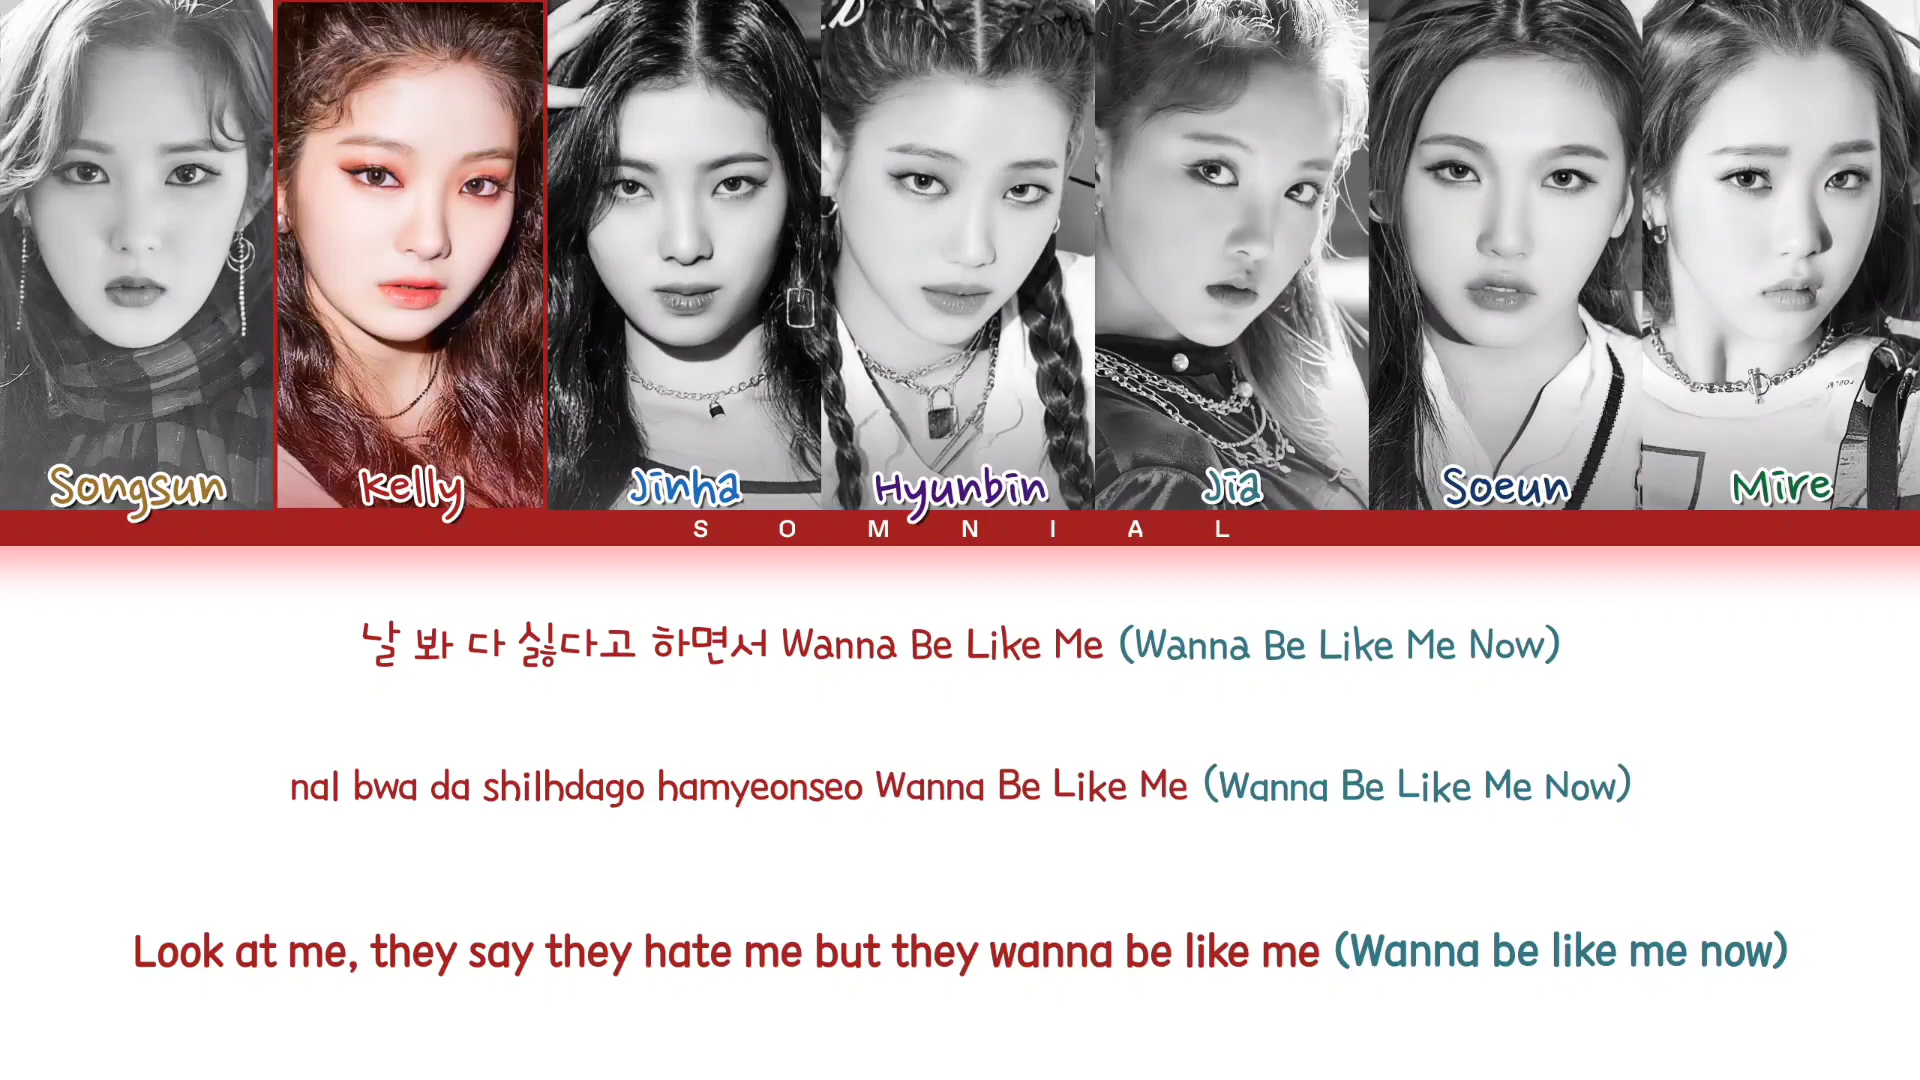 Songsun Kelly Jinha Hyunbin Jia Soeun Mire
SOMNIAL
날 봐 다 싫다고 하면서 Wanna Be Like Me (Wanna Be Like Me Now)
nal bwa da shilhdago hamyeonseo Wanna Be Like Me (Wanna Be Like Me Now)
Look at me, they say they hate me but they wanna be like me (Wanna be like me now)